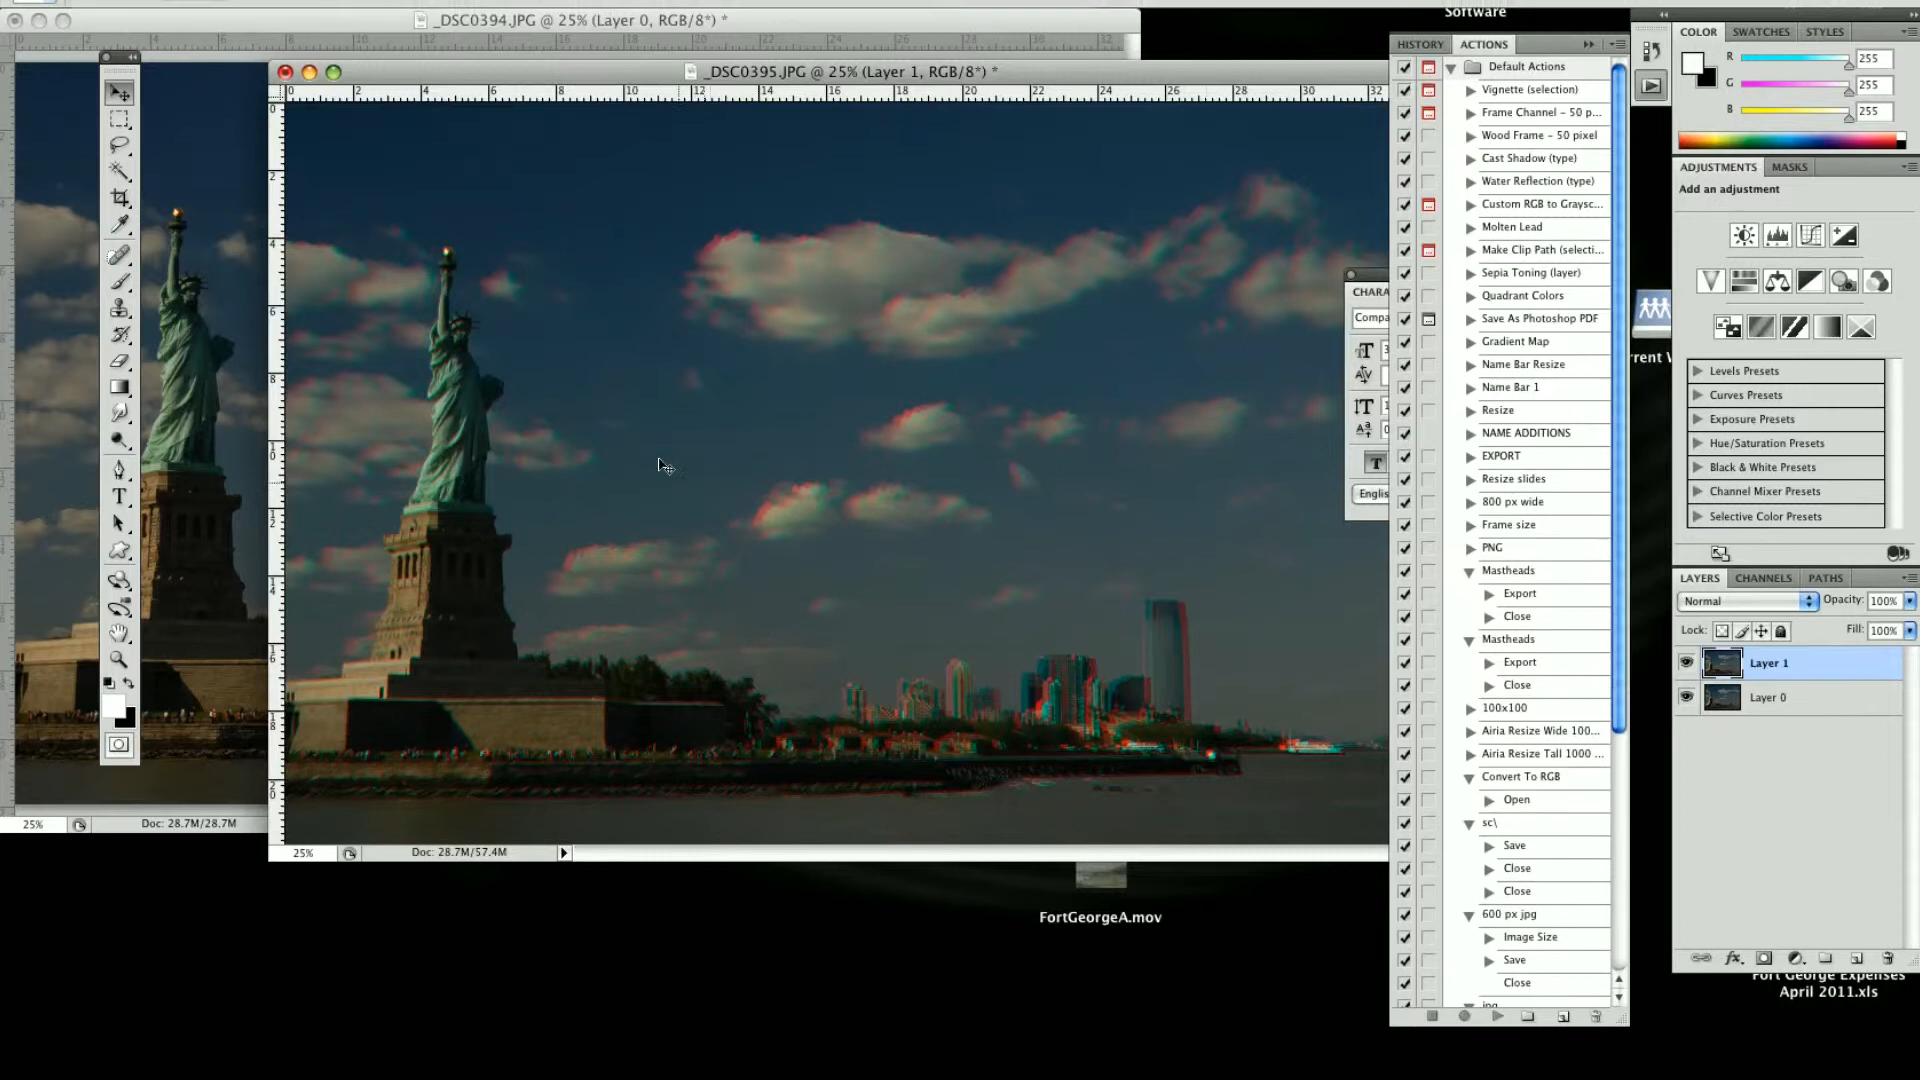 Software
_DSC0394.JPG @ 25% (Layer 0, RGB/8*) *
_DSC0395.JPG @ 25% (Layer 1, RGB/8*) *
HISTORY ACTIONS
Default Actions
Vignette (selection)
Frame Channel - 50 p...
Wood Frame - 50 pixel
Cast Shadow (type)
Water Reflection (type)
Custom RGB to Graysc...
Molten Lead
Make Clip Path (selecti...
Sepia Toning (layer)
Quadrant Colors
Save As Photoshop PDF
Gradient Map
Name Bar Resize
Name Bar 1
Resize
NAME ADDITIONS
EXPORT
Resize slides
800 px wide
Frame size
PNG
Mastheads
Export
Close
Mastheads
Export
Close
100x100
Airia Resize Wide 100...
Airia Resize Tall 1000 ...
Convert To RGB
Open
sc\
Save
Close
Close
600 px jpg
Image Size
Save
Close
COLOR SWATCHES STYLES
R 255
G 255
B 255
ADJUSTMENTS MASKS
Add an adjustment
Levels Presets
Curves Presets
Exposure Presets
Hue/Saturation Presets
Black & White Presets
Channel Mixer Presets
Selective Color Presets
LAYERS CHANNELS PATHS
Normal Opacity: 100%
Lock: Fill: 100%
Layer 1
Layer 0
CHARA
Compa
Englis
rrent W
25% Doc: 28.7M/28.7M
25% Doc: 28.7M/57.4M
FortGeorgeA.mov
Fort George Expenses
April 2011.xls